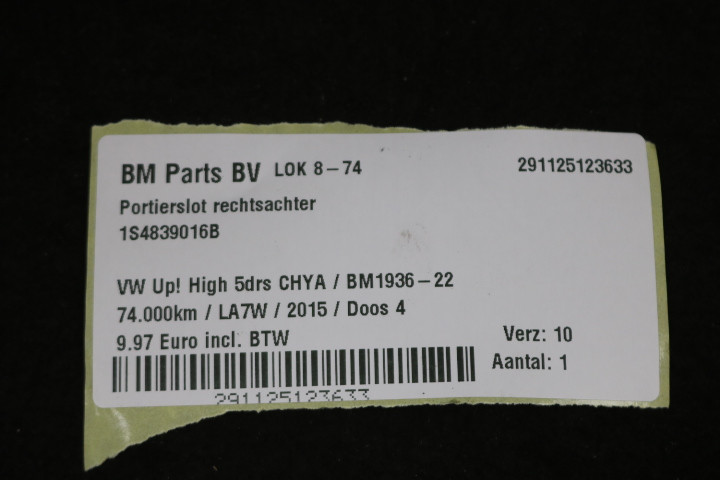 BM Parts BV LOK 8-74 291125123633
Portierslot rechtsachter
1S4839016B
VW Up! High 5drs CHYA / BM1936-22
74.000km / LA7W / 2015 / Doos 4
9.97 Euro incl. BTW Verz: 10
Aantal: 1
291125123633